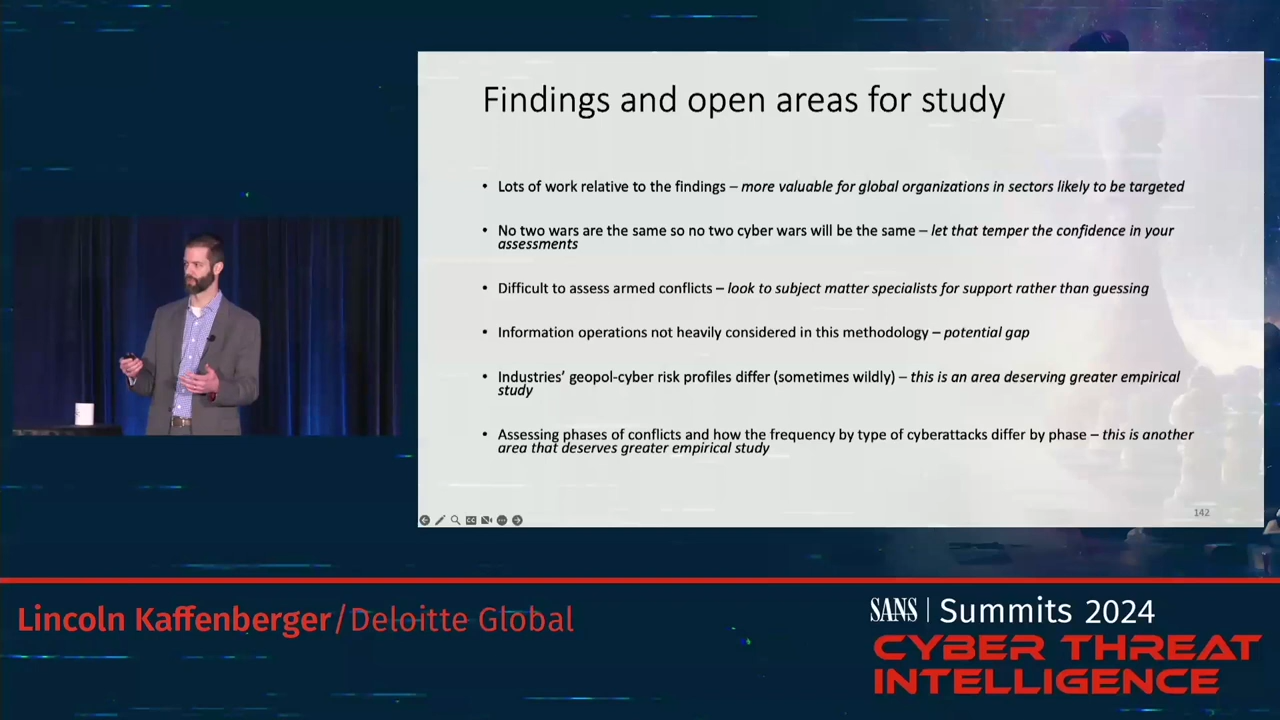 Findings and open areas for study
• Lots of work relative to the findings – more valuable for global organizations in sectors likely to be targeted
• No two wars are the same so no two cyber wars will be the same – let that temper the confidence in your
assessments
• Difficult to assess armed conflicts – look to subject matter specialists for support rather than guessing
• Information operations not heavily considered in this methodology – potential gap
• Industries’ geopol-cyber risk profiles differ (sometimes wildly) – this is an area deserving greater empirical
study
• Assessing phases of conflicts and how the frequency by type of cyberattacks differ by phase – this is another
area that deserves greater empirical study
142
Lincoln Kaffenberger/Deloitte Global
SANS | Summits 2024
CYBER THREAT
INTELLIGENCE